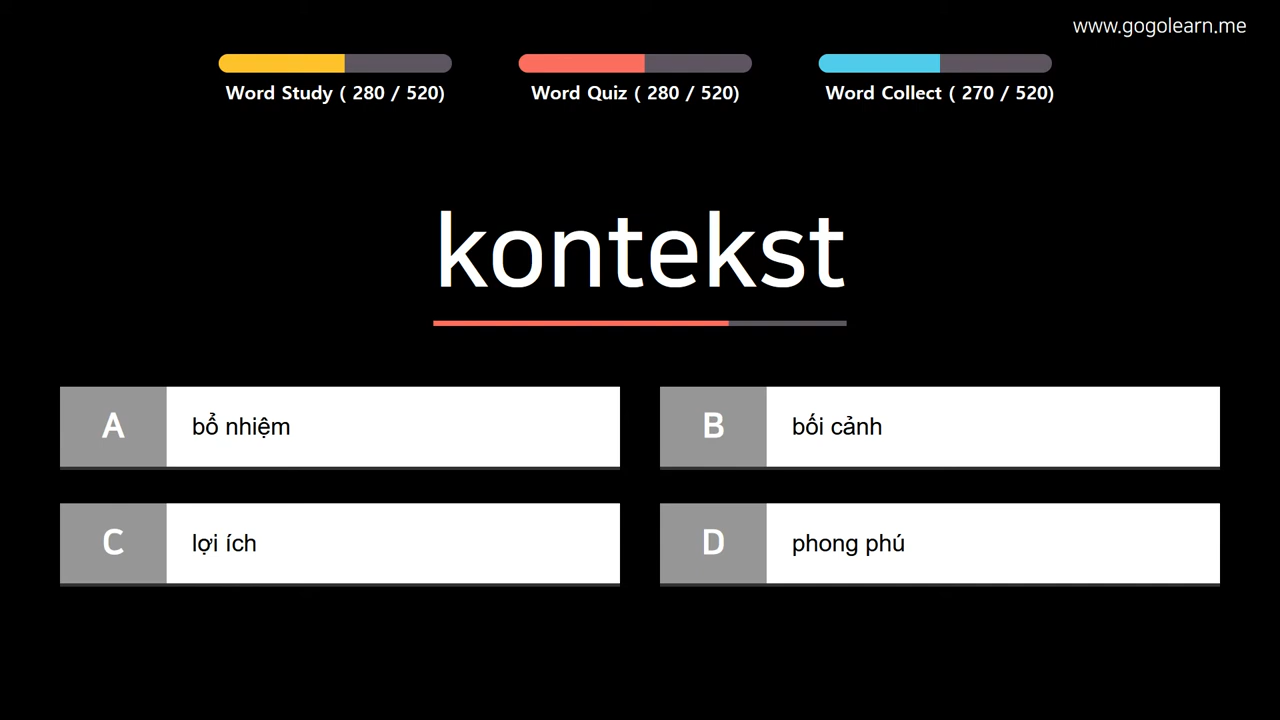 www.gogolearn.me
Word Study ( 280 / 520)
Word Quiz ( 280 / 520)
Word Collect ( 270 / 520)
kontekst
A
bổ nhiệm
B
bối cảnh
C
lợi ích
D
phong phú